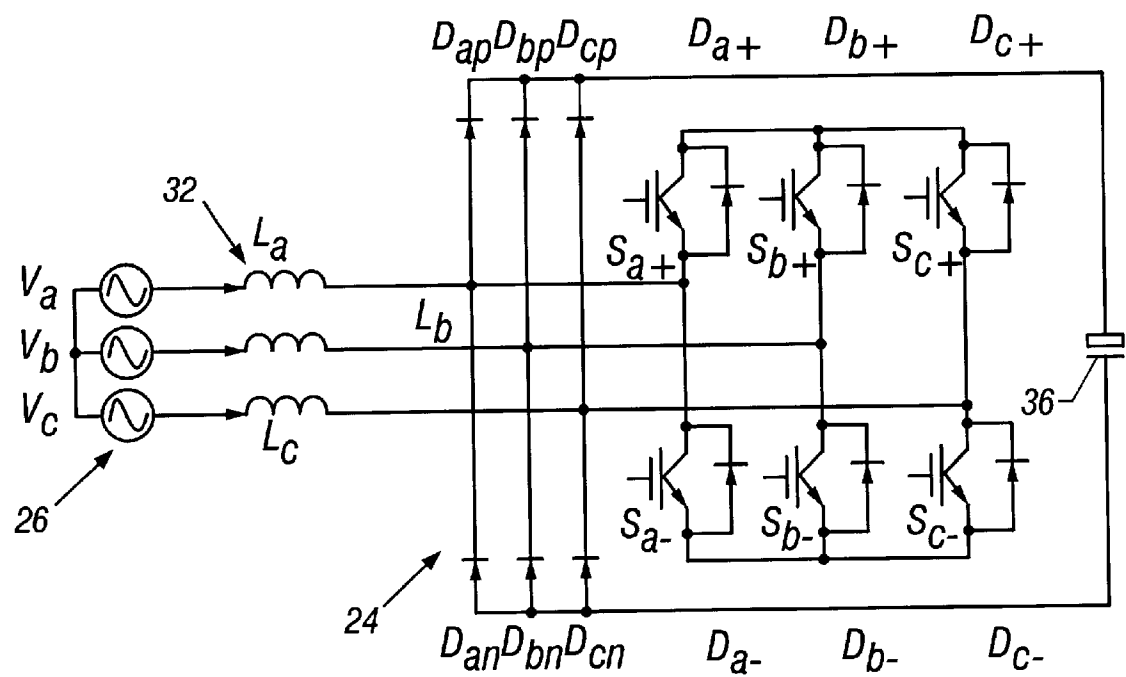 Dap Dbp Dcp Da+ Db+ Dc+
32
La
Sa+ Sb+ Sc+
Va
Lb
Vb
Vc
36
Lc
26
Sa- Sb- Sc-
24
Dan Dbn Dcn Da- Db- Dc-